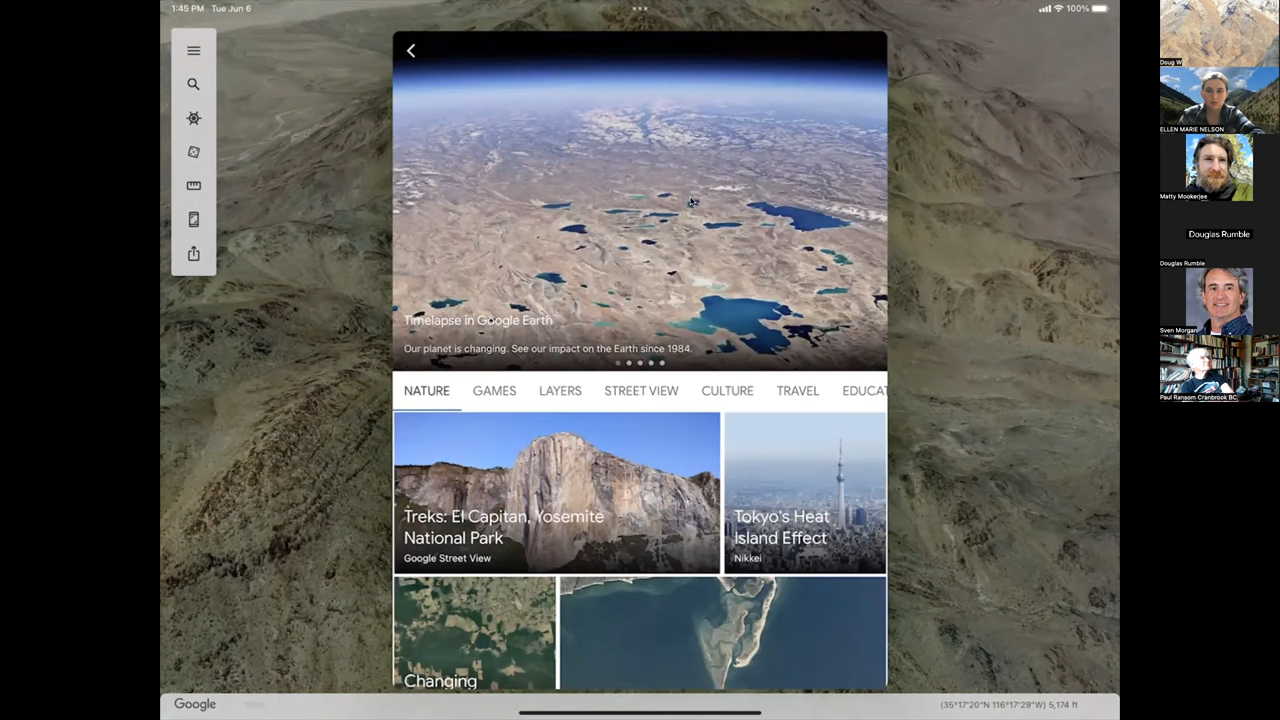 1:45 PM Tue Jun 6
100%
Timelapse in Google Earth
Our planet is changing. See our impact on the Earth since 1984.
NATURE GAMES LAYERS STREET VIEW CULTURE TRAVEL EDUCAT
Treks: El Capitan, Yosemite
National Park
Google Street View
Tokyo's Heat
Island Effect
Nikkei
Changing
Google
(35°17'20"N 116°17'29"W) 5,174 ft
Doug W
ELLEN MARIE NELSON
Matty Mookerjee
Douglas Rumble
Douglas Rumble
Sven Morgan
Paul Ransom Cranbrook BC.